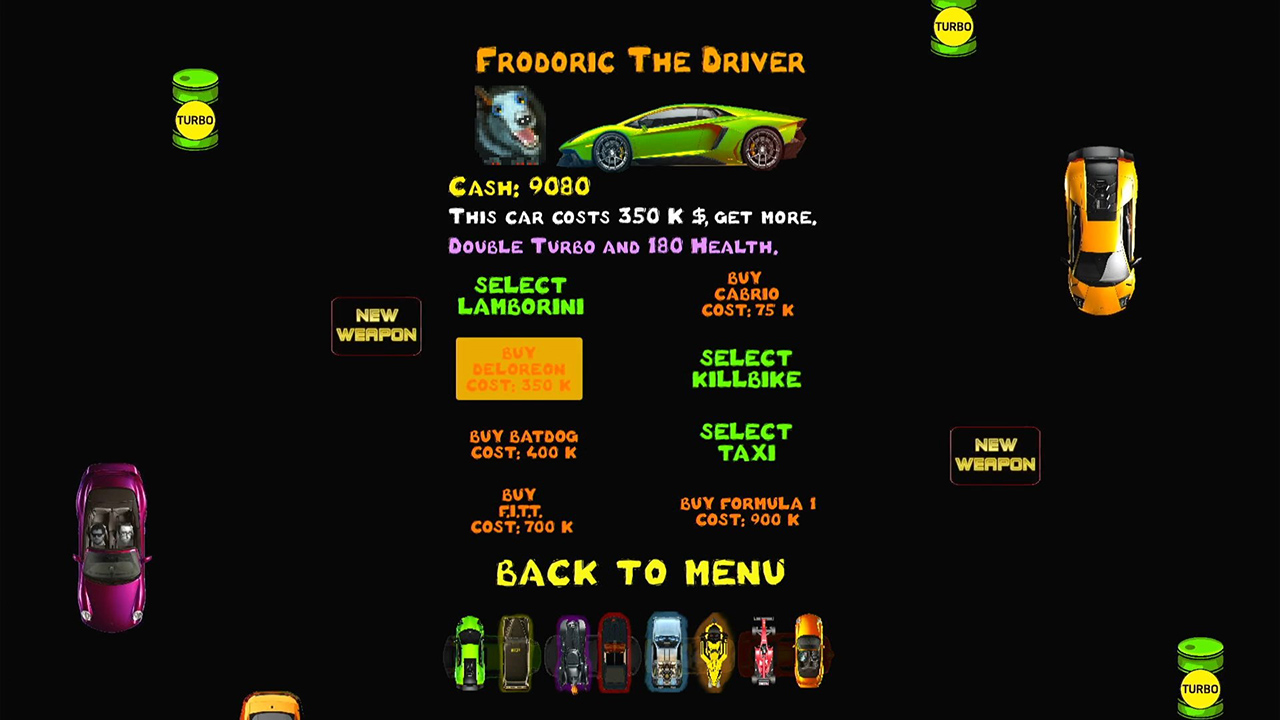 TURBO
FRODORIC THE DRIVER
TURBO
CASH: 9080
THIS CAR COSTS 350 K $, GET MORE.
DOUBLE TURBO AND 180 HEALTH.
SELECT
LAMBORINI
BUY
CABRIO
COST: 75 K
NEW
WEAPON
BUY
DELOREON
COST: 350 K
SELECT
KILLBIKE
BUY BATDOG
COST: 400 K
SELECT
TAXI
NEW
WEAPON
BUY
F.I.T.T.
COST: 700 K
BUY FORMULA 1
COST: 900 K
BACK TO MENU
TURBO